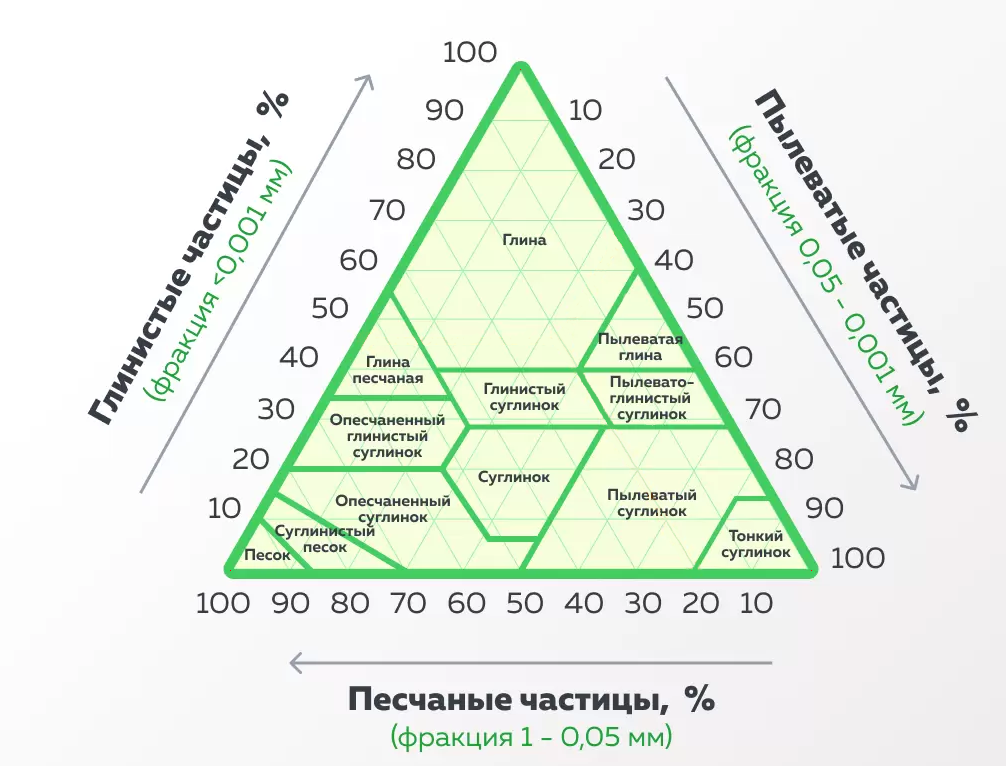 100
90
10
80
20
70
30
Глина
60
40
50
50
Пылеватая
глина
40
60
Глина
песчаная
Глинистый
суглинок
Пылевато-
глинистый
суглинок
30
70
Опесчаненный
глинистый
суглинок
20
80
Суглинок
10
90
Опесчаненный
суглинок
Пылеватый
суглинок
Суглинистый
песок
Песок
Тонкий
суглинок
100
100 90 80 70 60 50 40 30 20 10
Глинистые частицы, %
(фракция <0,001 мм)
Пылеватые частицы, %
(фракция 0,05 - 0,001 мм)
Песчаные частицы, %
(фракция 1 - 0,05 мм)